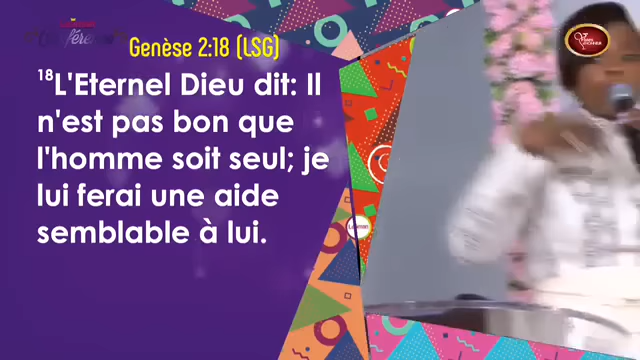 Conférence
Genèse 2:18 (LSG)
18L'Eternel Dieu dit: Il
n'est pas bon que
l'homme soit seul; je
lui ferai une aide
semblable à lui.